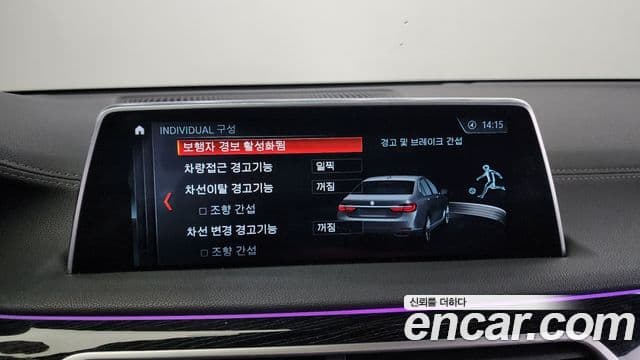 INDIVIDUAL 구성
14:15
보행자 경보 활성화됨
경고 및 브레이크 간섭
차량접근 경고기능 일찍
차선이탈 경고기능 꺼짐
조향 간섭
차선 변경 경고기능 꺼짐
조향 간섭
신뢰를 더하다
encar.com